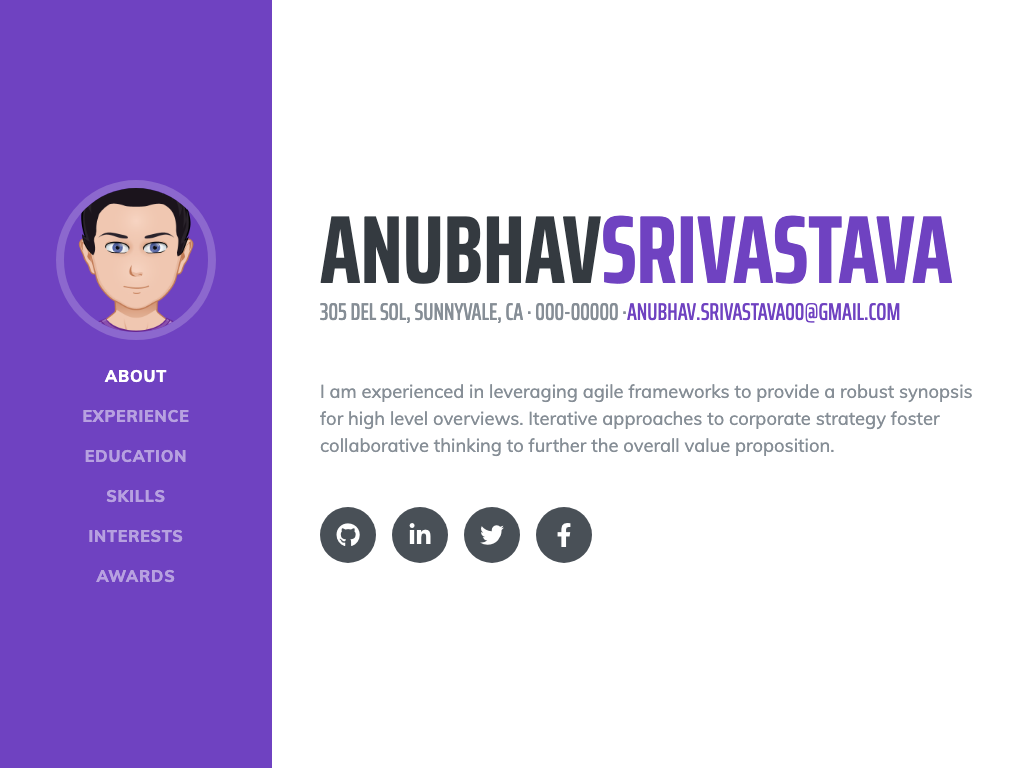 ABOUT
EXPERIENCE
EDUCATION
SKILLS
INTERESTS
AWARDS
ANUBHAVSRIVASTAVA
305 DEL SOL, SUNNYVALE, CA · 000-00000 ·ANUBHAV.SRIVASTAVA00@GMAIL.COM
I am experienced in leveraging agile frameworks to provide a robust synopsis
for high level overviews. Iterative approaches to corporate strategy foster
collaborative thinking to further the overall value proposition.